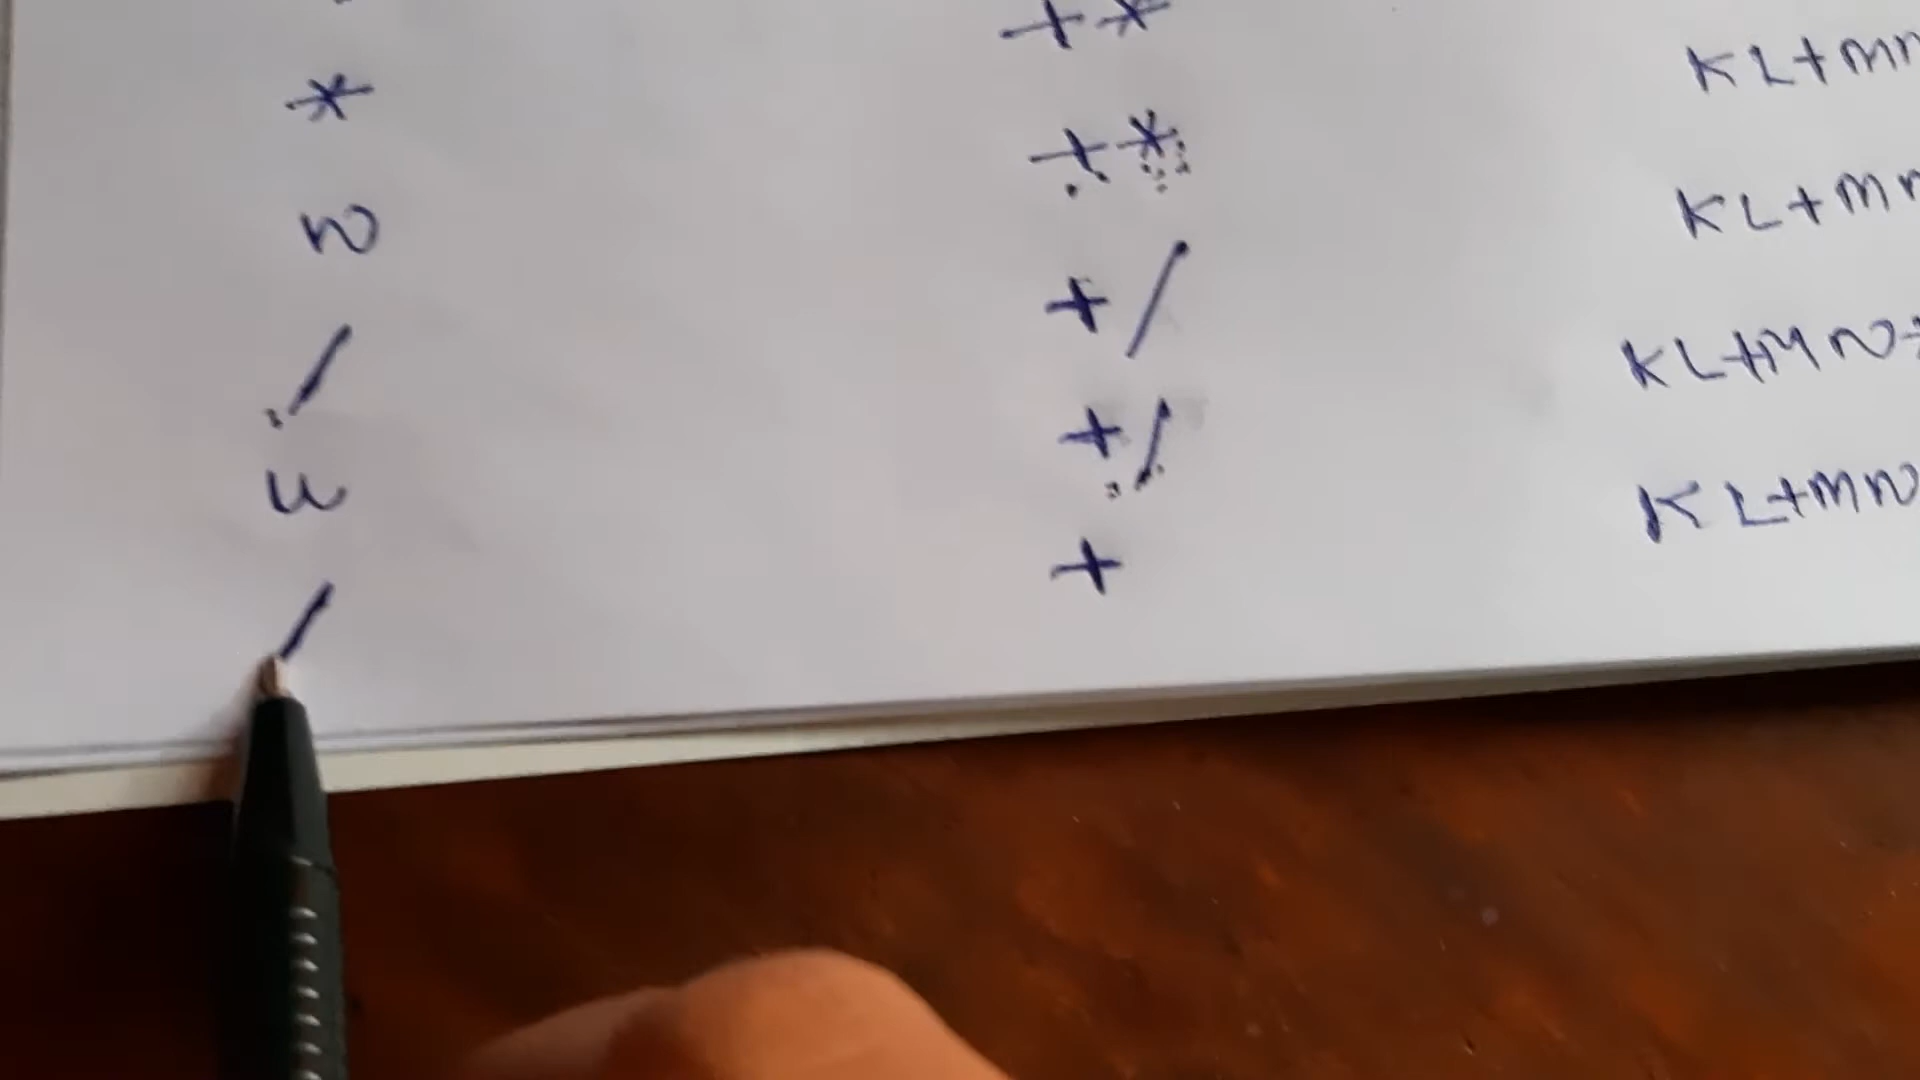 +*
* +* KL+mn
n +/ KL+mn
/ +/ KL+Mn
u + KL+mn
/